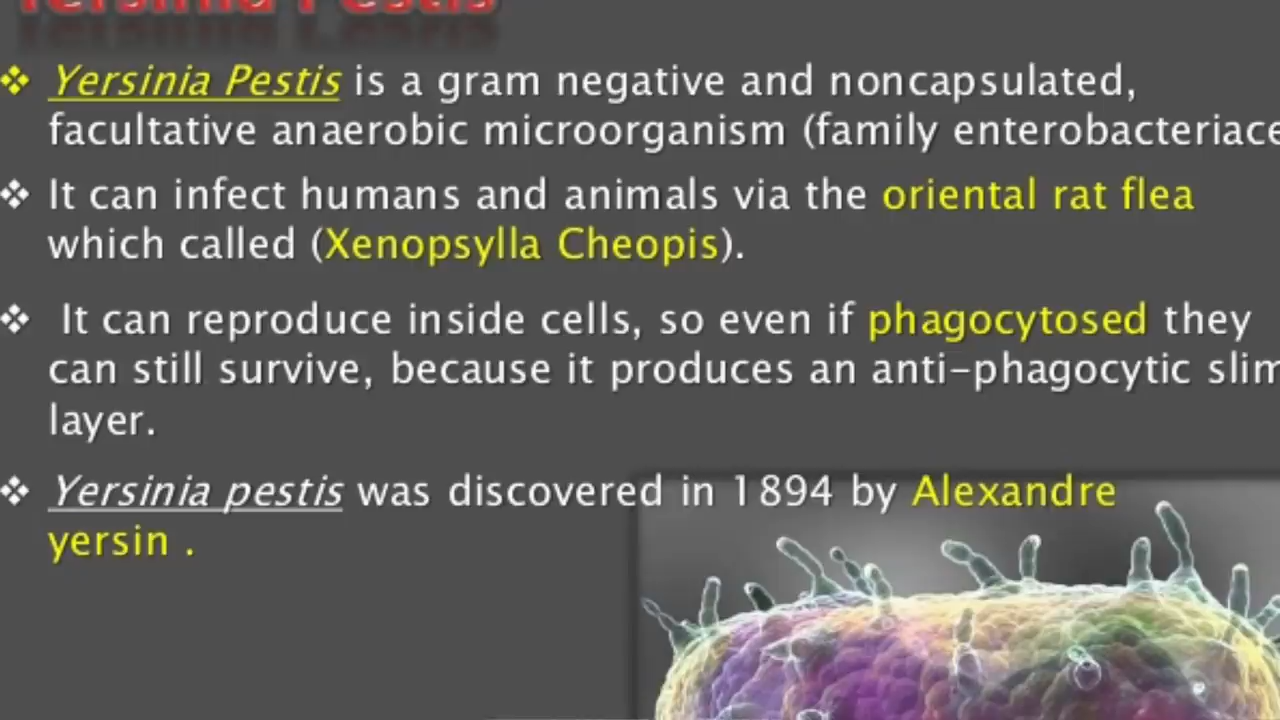 Yersinia Pestis
❖ Yersinia Pestis is a gram negative and noncapsulated,
facultative anaerobic microorganism (family enterobacteriace
❖ It can infect humans and animals via the oriental rat flea
which called (Xenopsylla Cheopis).
❖ It can reproduce inside cells, so even if phagocytosed they
can still survive, because it produces an anti-phagocytic slim
layer.
❖ Yersinia pestis was discovered in 1894 by Alexandre
yersin .